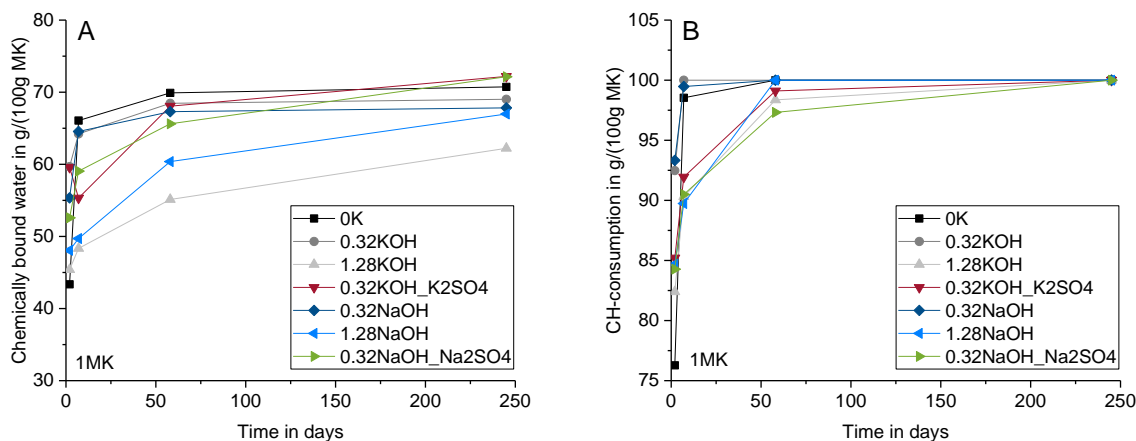 A
Chemically bound water in g/(100g MK)
80
70
60
50
40
30
0K
0.32KOH
1.28KOH
0.32KOH_K2SO4
0.32NaOH
1.28NaOH
0.32NaOH_Na2SO4
1MK
0 50 100 150 200 250
Time in days
B
CH-consumption in g/(100g MK)
105
100
95
90
85
80
75
0K
0.32KOH
1.28KOH
0.32KOH_K2SO4
0.32NaOH
1.28NaOH
0.32NaOH_Na2SO4
1MK
0 50 100 150 200 250
Time in days